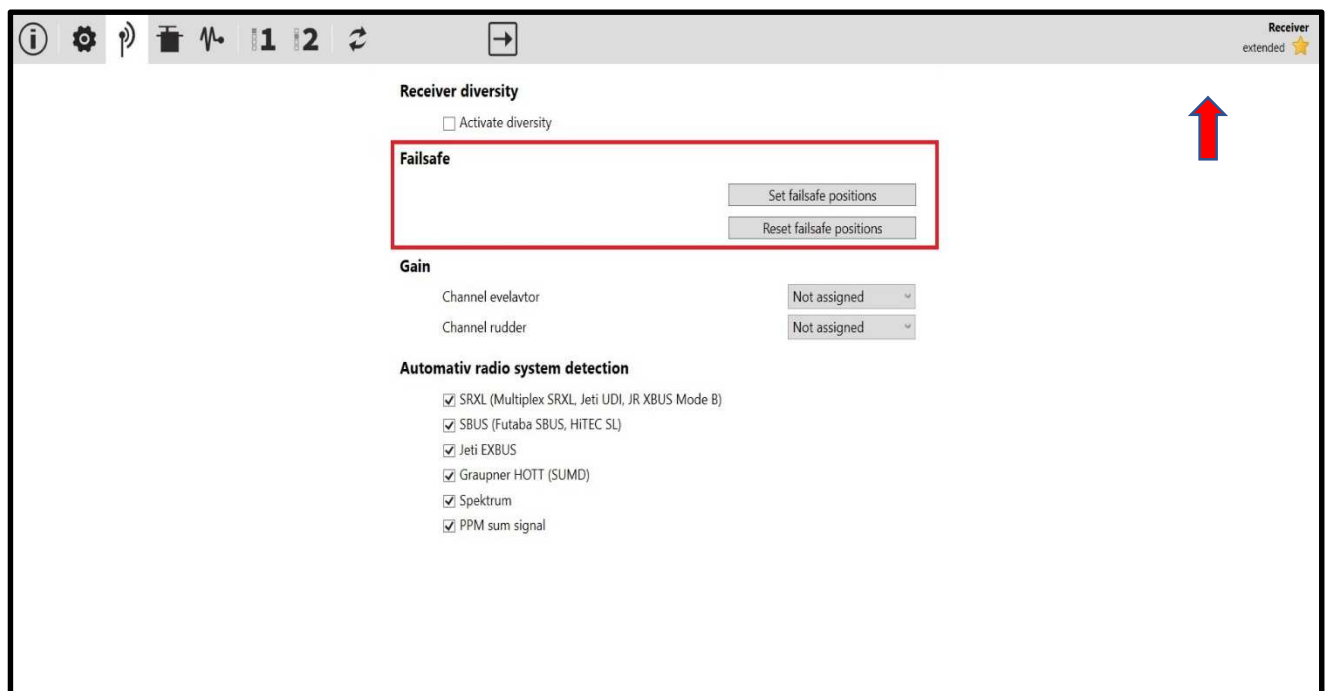 1 2
Receiver
extended
Receiver diversity
Activate diversity
Failsafe
Set failsafe positions
Reset failsafe positions
Gain
Channel evelavtor Not assigned
Channel rudder Not assigned
Automativ radio system detection
SRXL (Multiplex SRXL, Jeti UDI, JR XBUS Mode B)
SBUS (Futaba SBUS, HiTEC SL)
Jeti EXBUS
Graupner HOTT (SUMD)
Spektrum
PPM sum signal